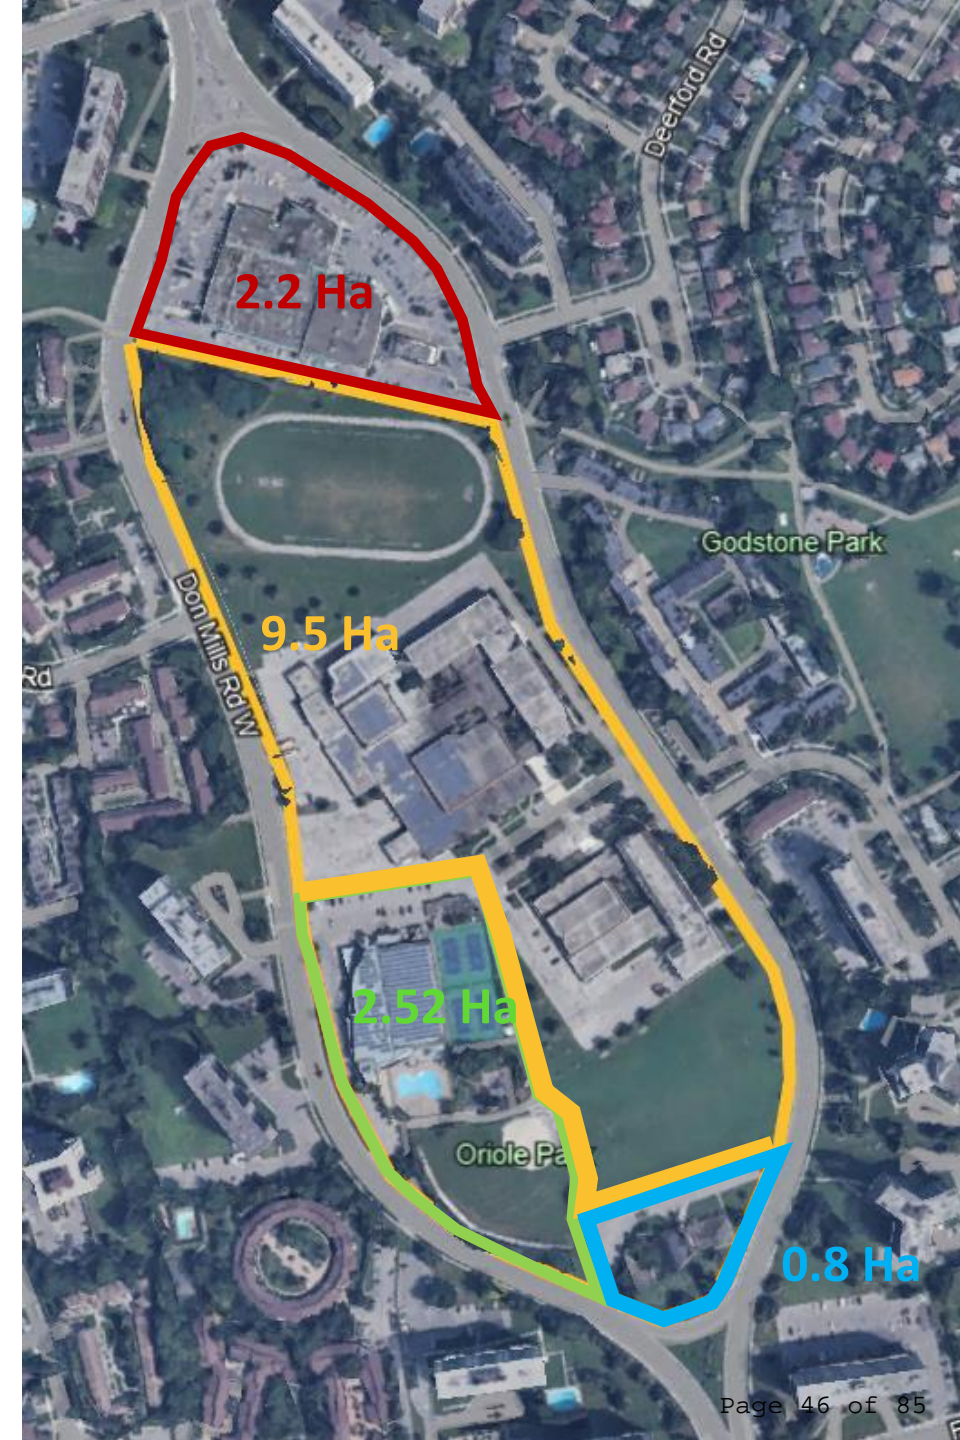 Deerford Rd
2.2 Ha
Godstone Park
Don Mills Rd W
9.5 Ha
Rd
2.52 Ha
Oriole Pa
0.8 Ha
Page 46 of 85